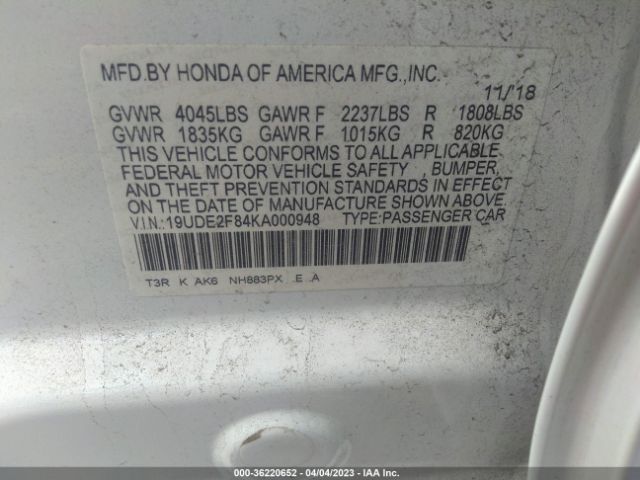 MFD.BY HONDA OF AMERICA MFG.,INC.
11/'18
GVWR 4045LBS GAWR F 2237LBS R 1808LBS
GVWR 1835KG GAWR F 1015KG R 820KG
THIS VEHICLE CONFORMS TO ALL APPLICABLE
FEDERAL MOTOR VEHICLE SAFETY , BUMPER,
AND THEFT PREVENTION STANDARDS IN EFFECT
ON THE DATE OF MANUFACTURE SHOWN ABOVE.
V.I.N.:19UDE2F84KA000948 TYPE:PASSENGER CAR
T3R K AK6 NH883PX E A
000-36220652 - 04/04/2023 - IAA Inc.